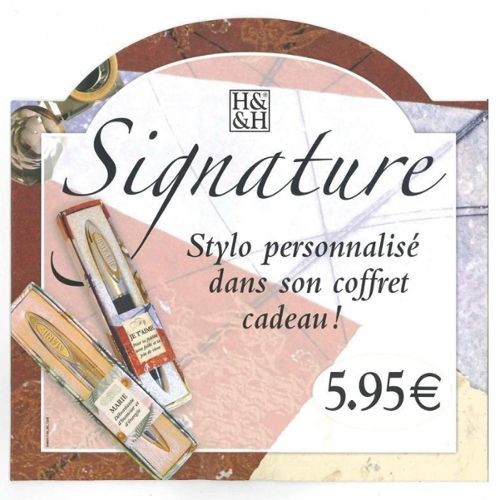 H&
&H
Signature
Stylo personnalisé
dans son coffret
cadeau!
5.95€
JE T'AIME
MARIE